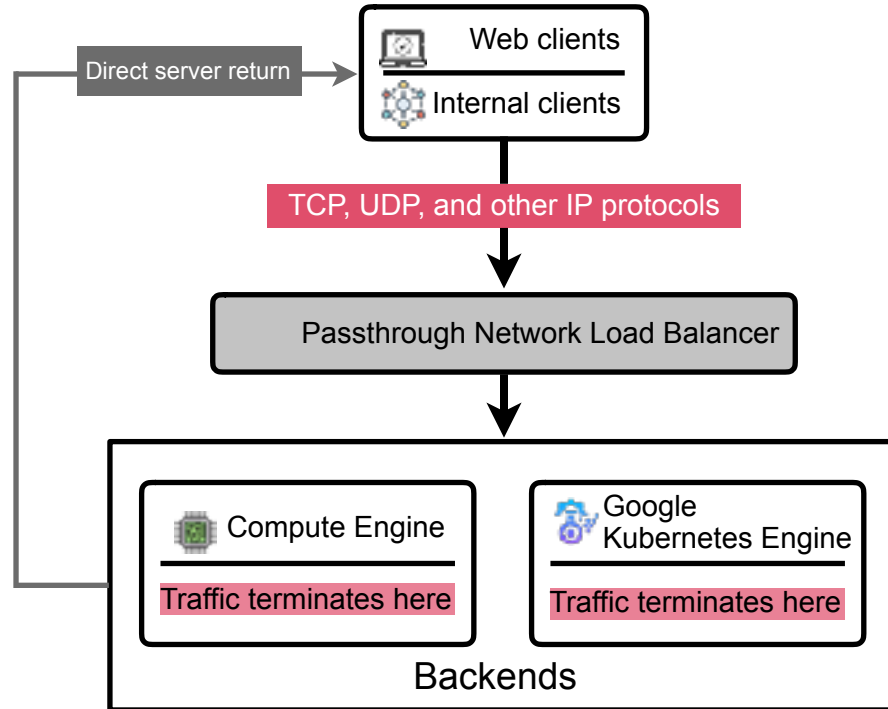 Direct server return
Web clients
Internal clients
TCP, UDP, and other IP protocols
Passthrough Network Load Balancer
Compute Engine
Traffic terminates here
Google
Kubernetes Engine
Traffic terminates here
Backends